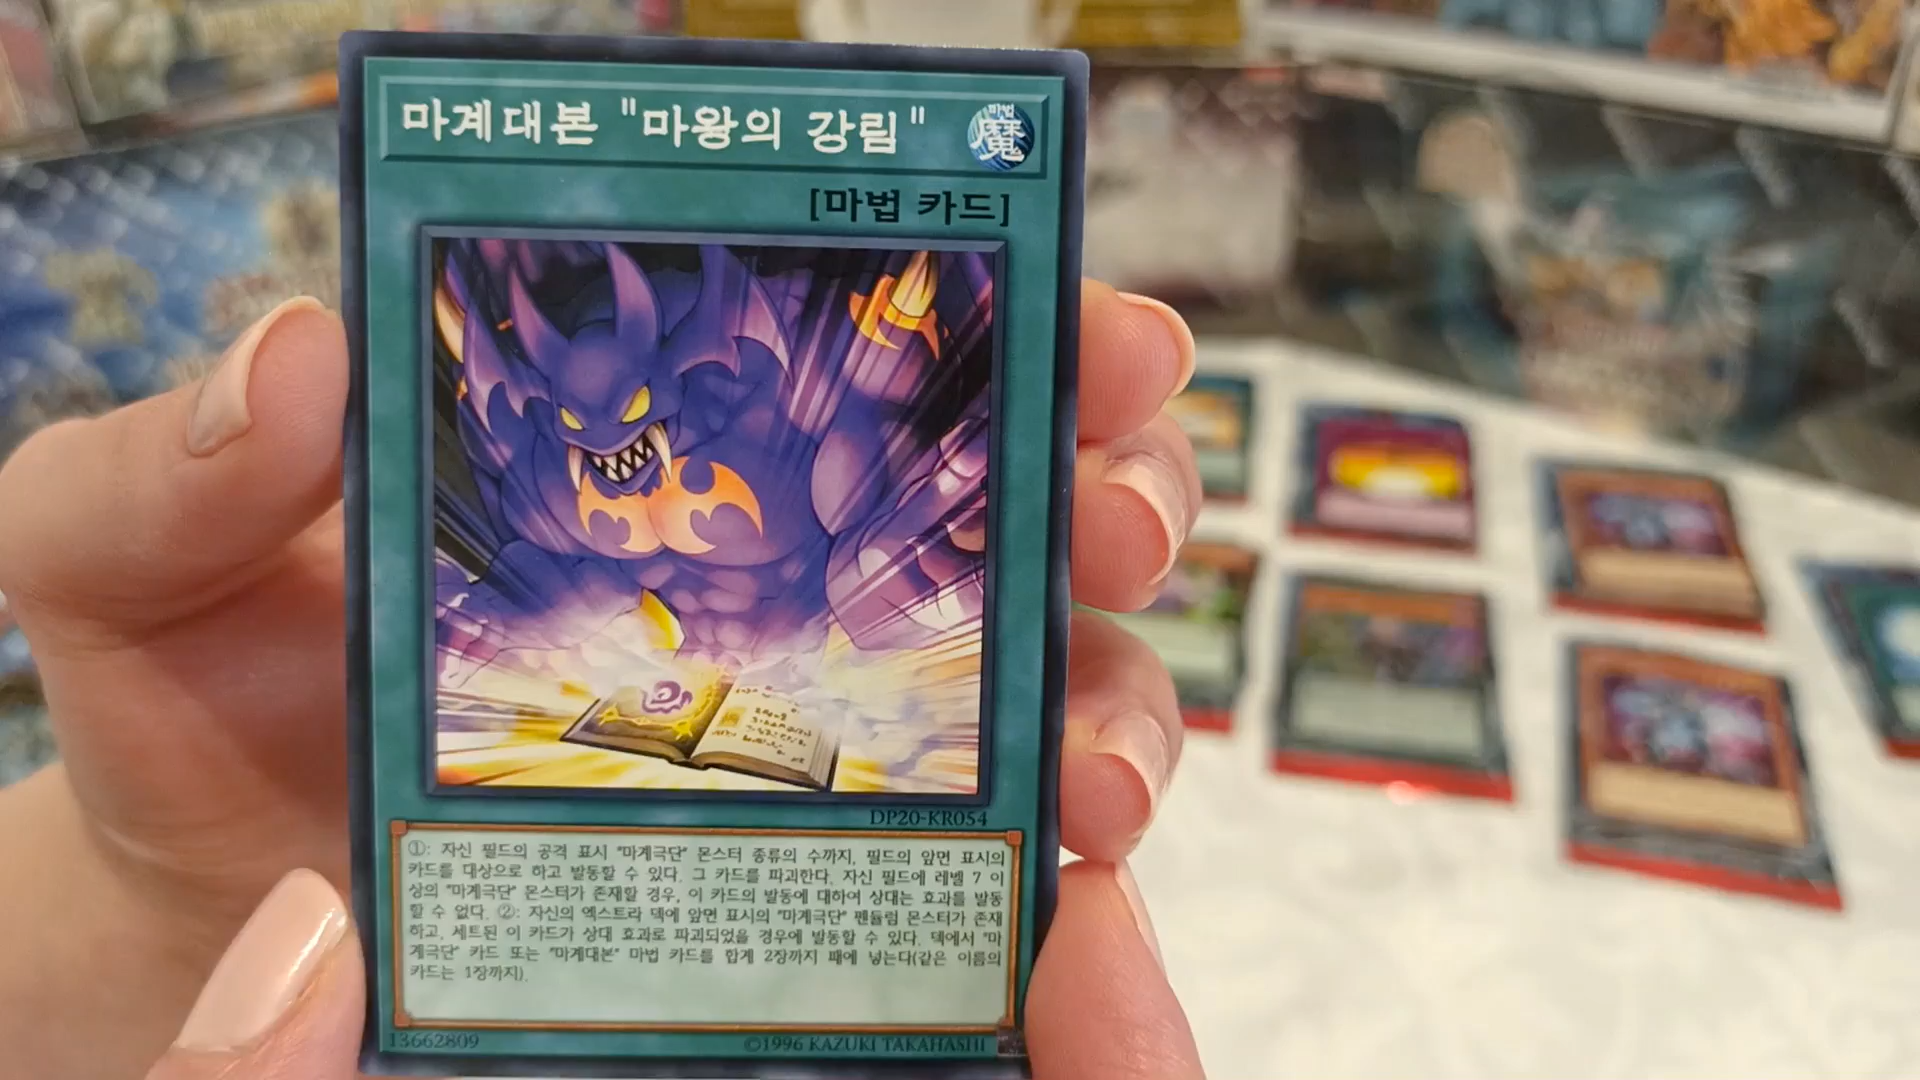 마계대본 "마왕의 강림"
마법
魔
[마법 카드]
DP20-KR054
①: 자신 필드의 공격 표시 "마계극단" 몬스터 종류의 수까지, 필드의 앞면 표시의
카드를 대상으로 하고 발동할 수 있다. 그 카드를 파괴한다. 자신 필드에 레벨 7 이
상의 "마계극단" 몬스터가 존재할 경우, 이 카드의 발동에 대하여 상대는 효과를 발동
할 수 없다. ②: 자신의 엑스트라 덱에 앞면 표시의 "마계극단" 펜듈럼 몬스터가 존재
하고, 세트된 이 카드가 상대 효과로 파괴되었을 경우에 발동할 수 있다. 덱에서 "마
계극단" 카드 또는 "마계대본" 마법 카드를 합계 2장까지 패에 넣는다(같은 이름의
카드는 1장까지).
13662809
©1996 KAZUKI TAKAHASHI